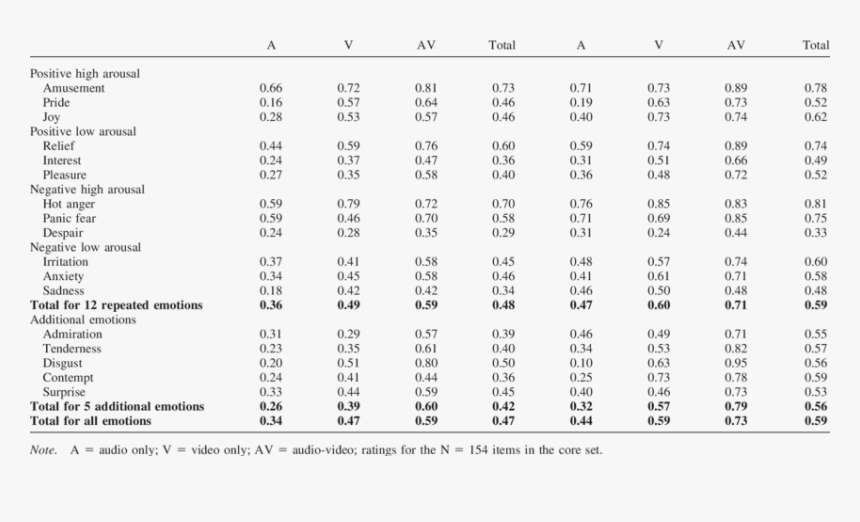 A V AV Total A V AV Total
Positive high arousal
Amusement 0.66 0.72 0.81 0.73 0.71 0.73 0.89 0.78
Pride 0.16 0.57 0.64 0.46 0.19 0.63 0.73 0.52
Joy 0.28 0.53 0.57 0.46 0.40 0.73 0.74 0.62
Positive low arousal
Relief 0.44 0.59 0.76 0.60 0.59 0.74 0.89 0.74
Interest 0.24 0.37 0.47 0.36 0.31 0.51 0.66 0.49
Pleasure 0.27 0.35 0.58 0.40 0.36 0.48 0.72 0.52
Negative high arousal
Hot anger 0.59 0.79 0.72 0.70 0.76 0.85 0.83 0.81
Panic fear 0.59 0.46 0.70 0.58 0.71 0.69 0.85 0.75
Despair 0.24 0.28 0.35 0.29 0.31 0.24 0.44 0.33
Negative low arousal
Irritation 0.37 0.41 0.58 0.45 0.48 0.57 0.74 0.60
Anxiety 0.34 0.45 0.58 0.46 0.41 0.61 0.71 0.58
Sadness 0.18 0.42 0.42 0.34 0.46 0.50 0.48 0.48
Total for 12 repeated emotions 0.36 0.49 0.59 0.48 0.47 0.60 0.71 0.59
Additional emotions
Admiration 0.31 0.29 0.57 0.39 0.46 0.49 0.71 0.55
Tenderness 0.23 0.35 0.61 0.40 0.34 0.53 0.82 0.57
Disgust 0.20 0.51 0.80 0.50 0.10 0.63 0.95 0.56
Contempt 0.24 0.41 0.44 0.36 0.25 0.73 0.78 0.59
Surprise 0.33 0.44 0.59 0.45 0.40 0.46 0.73 0.53
Total for 5 additional emotions 0.26 0.39 0.60 0.42 0.32 0.57 0.79 0.56
Total for all emotions 0.34 0.47 0.59 0.47 0.44 0.59 0.73 0.59
Note. A = audio only; V = video only; AV = audio-video; ratings for the N = 154 items in the core set.